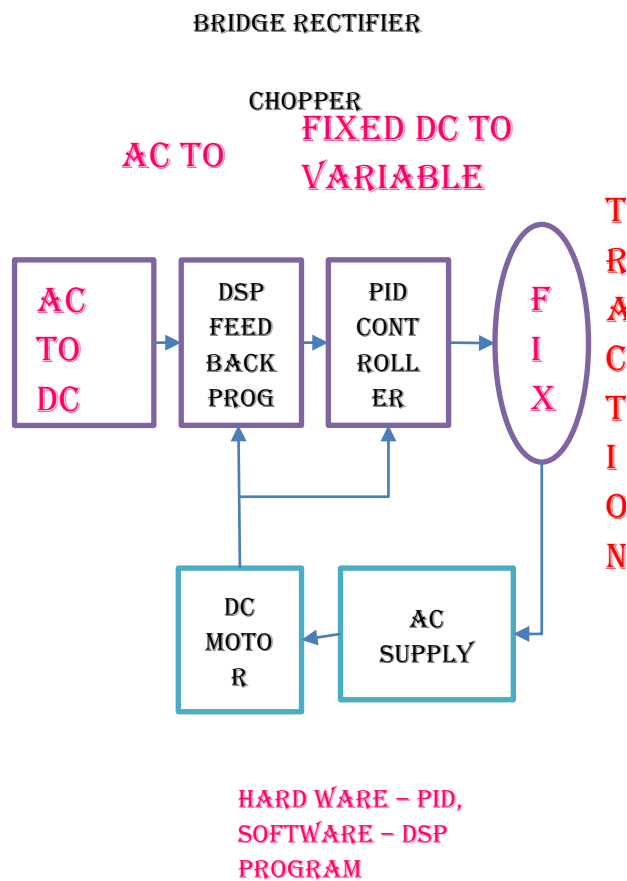 BRIDGE RECTIFIER
CHOPPER
AC TO
FIXED DC TO
VARIABLE
T
R
A
C
T
I
O
N
AC
TO
DC
DSP
FEED
BACK
PROG
PID
CONT
ROLL
ER
F
I
X
DC
MOTO
R
AC
SUPPLY
HARD WARE – PID,
SOFTWARE – DSP
PROGRAM